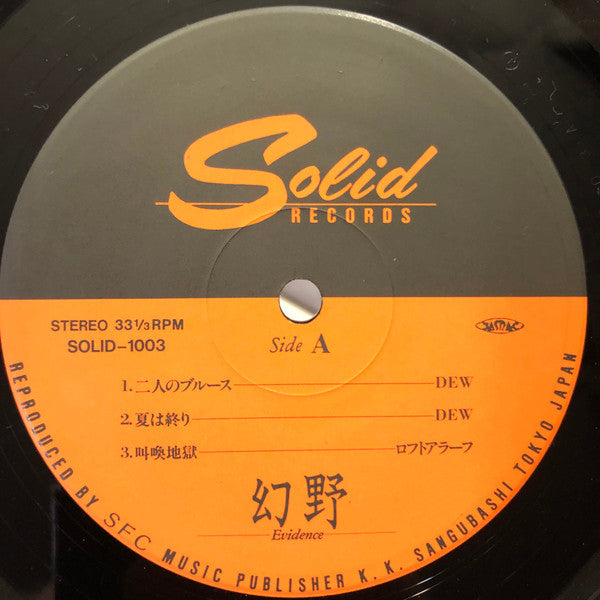 Solid
RECORDS
STEREO 33 1/3 RPM
SOLID-1003
Side A
JASRAC
1. 二人のブルース DEW
2. 夏は終り DEW
3. 叫喚地獄 ロフトアラーフ
幻野
Evidence
REPRODUCED BY SFC MUSIC PUBLISHER K. K. SANGUBASHI TOKYO JAPAN